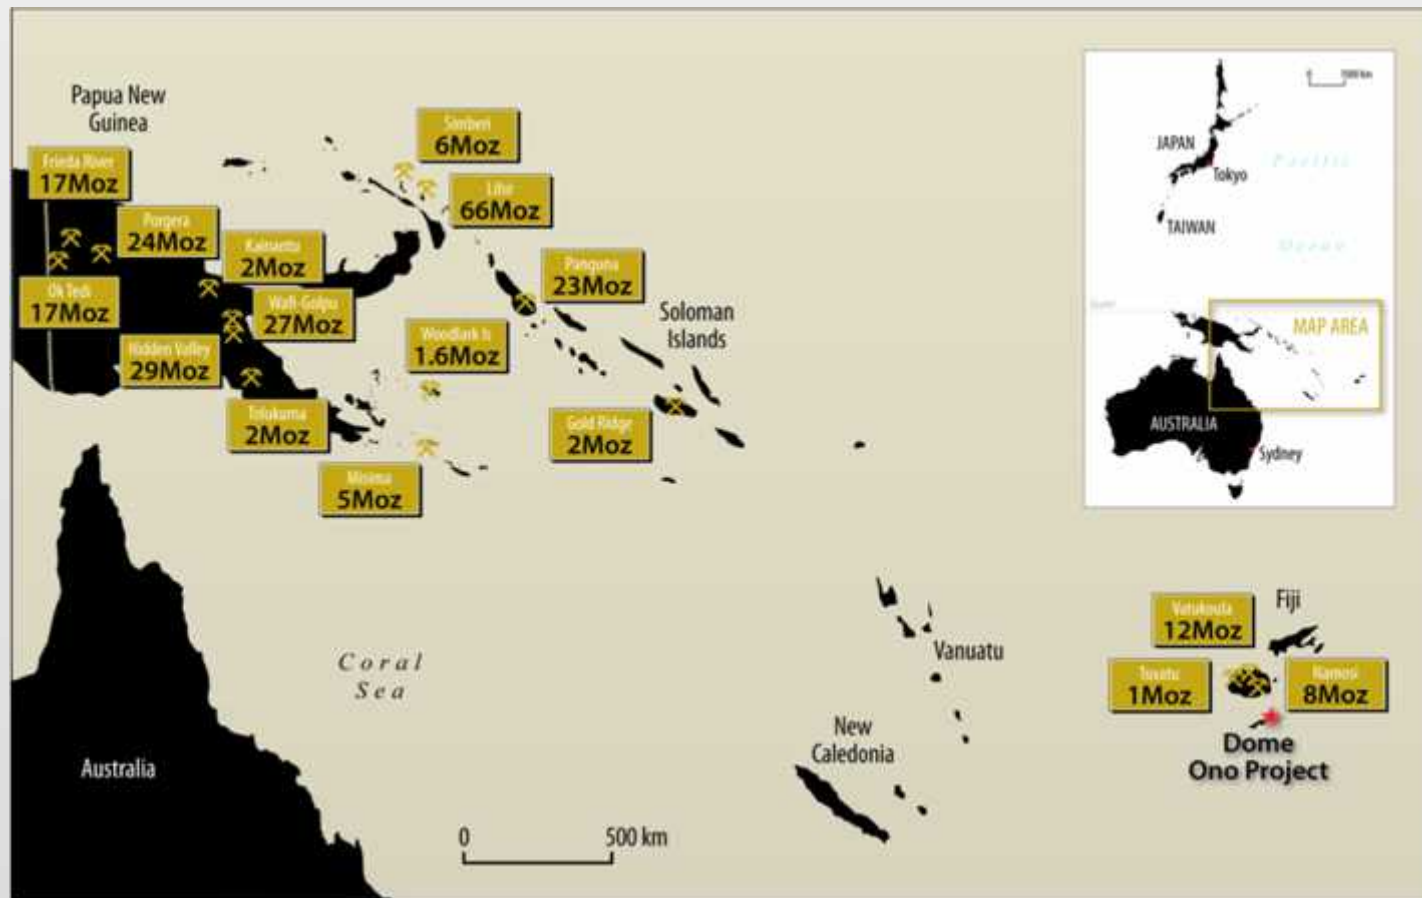 Papua New
Guinea
Simberi
6Moz
Frieda River
17Moz
Lihir
66Moz
Porgera
24Moz
Kainantu
2Moz
Panguna
23Moz
Ok Tedi
17Moz
Wafi-Golpu
27Moz
Soloman
Islands
Woodlark Is
1.6Moz
Hidden Valley
29Moz
Tolukuma
2Moz
Gold Ridge
2Moz
Misima
5Moz
Coral
Sea
Australia
0 500 km
New
Caledonia
Vanuatu
Fiji
Vatukoula
12Moz
Tuvatu
1Moz
Namosi
8Moz
Dome
Ono Project
0 1000 km
JAPAN
Pacific
Tokyo
TAIWAN
Ocean
MAP AREA
AUSTRALIA
Sydney